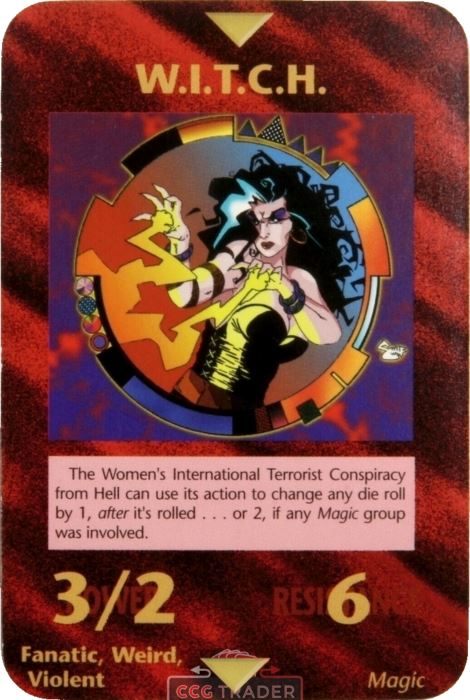 W.I.T.C.H.
The Women's International Terrorist Conspiracy
from Hell can use its action to change any die roll
by 1, after it's rolled . . . or 2, if any Magic group
was involved.
POWER
3/2
RESISTANCE
6
Fanatic, Weird,
Violent
Magic
CCG TRADER